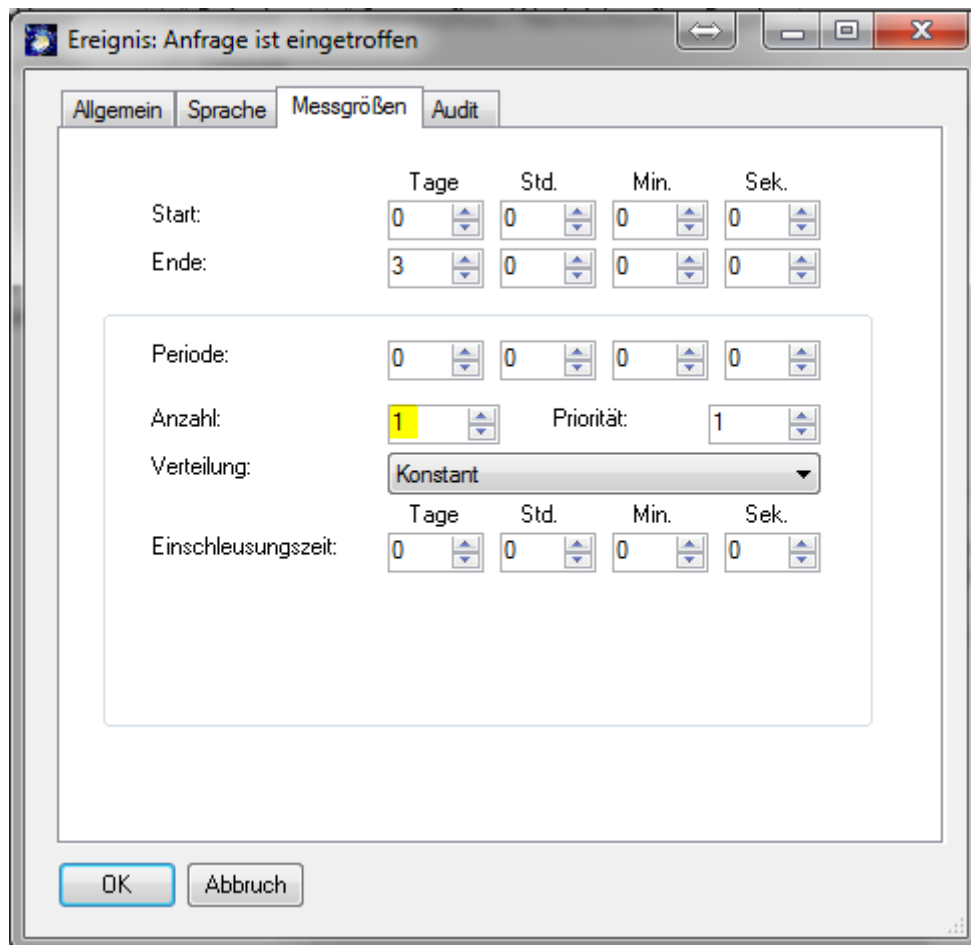 Ereignis: Anfrage ist eingetroffen
Allgemein Sprache Messgrößen Audit
Tage Std. Min. Sek.
Start: 0 0 0 0
Ende: 3 0 0 0
Periode: 0 0 0 0
Anzahl: 1 Priorität: 1
Verteilung: Konstant
Tage Std. Min. Sek.
Einschleusungszeit: 0 0 0 0
OK Abbruch